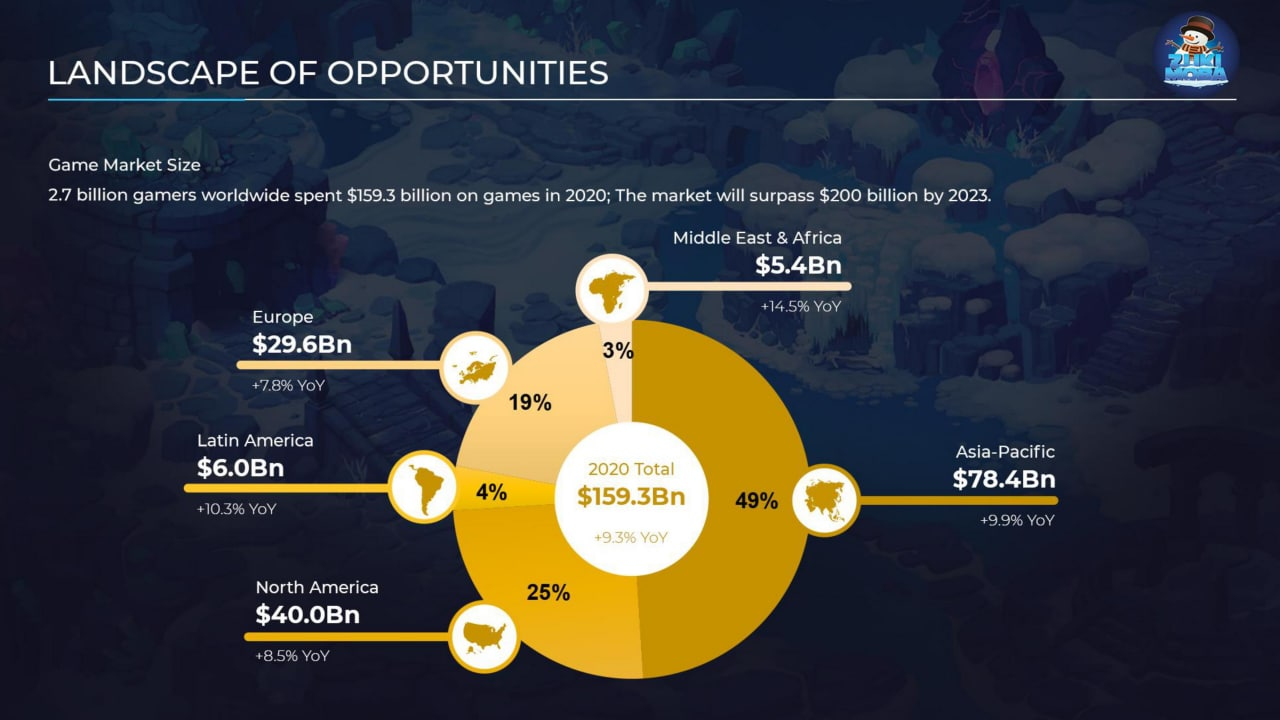 LANDSCAPE OF OPPORTUNITIES
ZUKI
MOBA
Game Market Size
2.7 billion gamers worldwide spent $159.3 billion on games in 2020; The market will surpass $200 billion by 2023.
Middle East & Africa
$5.4Bn
+14.5% YoY
Europe
$29.6Bn
+7.8% YoY
3%
19%
Latin America
$6.0Bn
+10.3% YoY
4%
2020 Total
$159.3Bn
+9.3% YoY
49%
Asia-Pacific
$78.4Bn
+9.9% YoY
25%
North America
$40.0Bn
+8.5% YoY